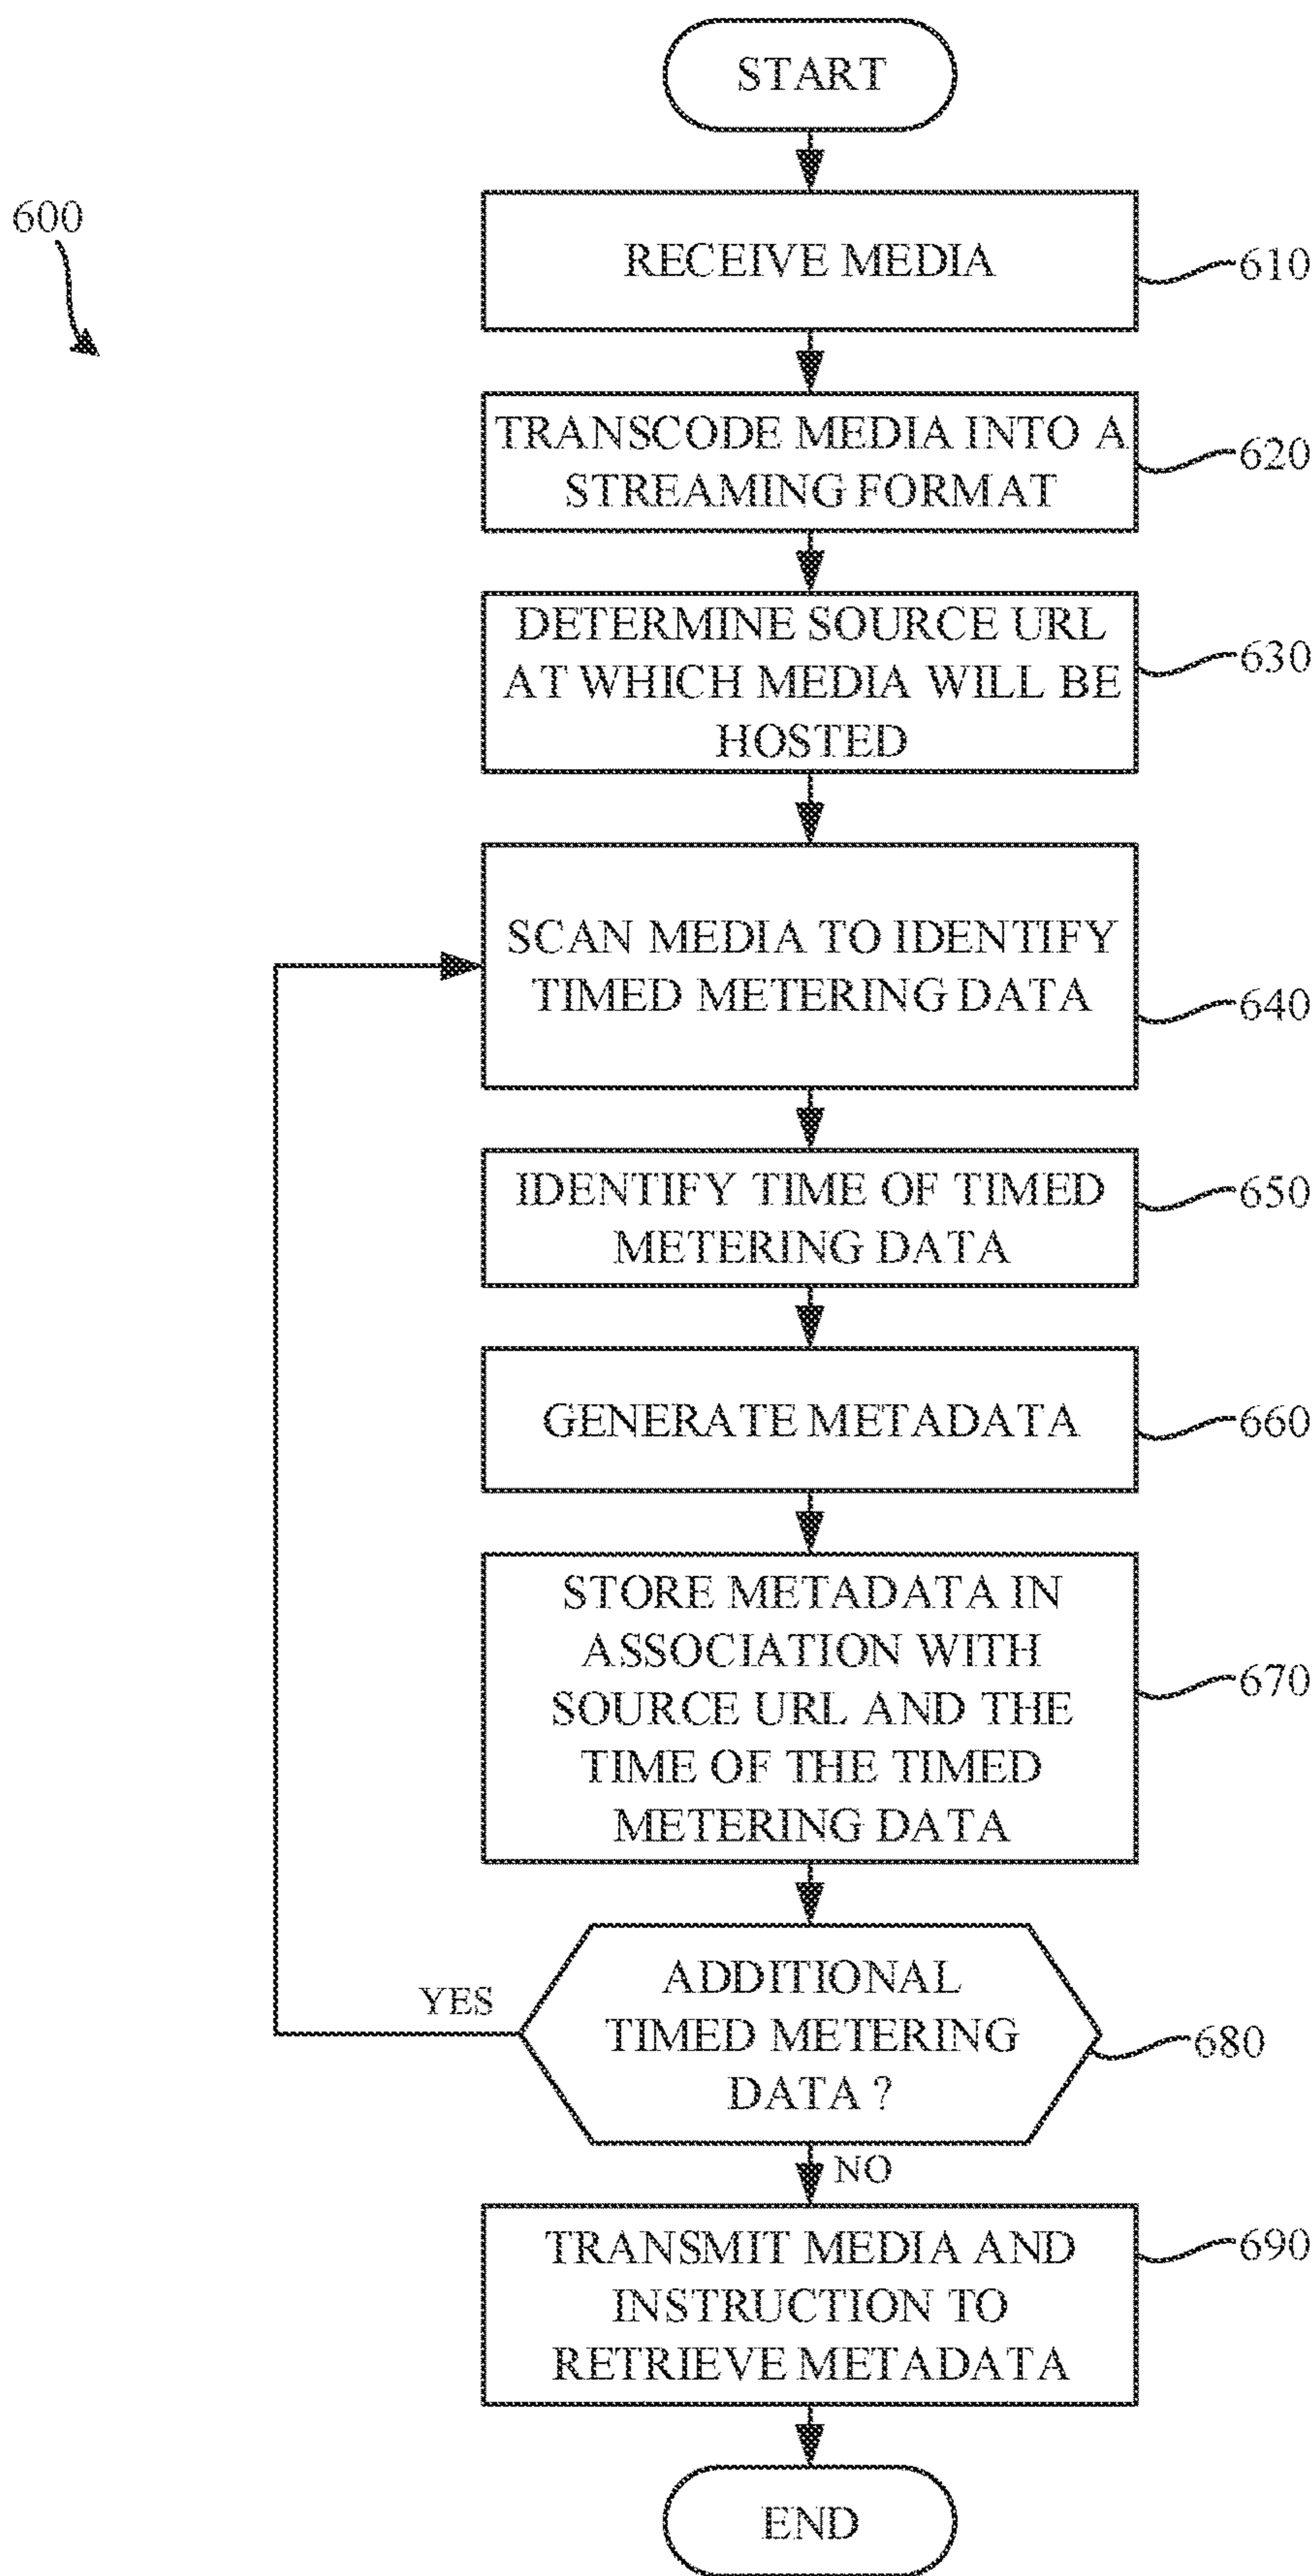 START
600
RECEIVE MEDIA
610
TRANSCODE MEDIA INTO A
STREAMING FORMAT
620
DETERMINE SOURCE URL
AT WHICH MEDIA WILL BE
HOSTED
630
SCAN MEDIA TO IDENTIFY
TIMED METERING DATA
640
IDENTIFY TIME OF TIMED
METERING DATA
650
GENERATE METADATA
660
STORE METADATA IN
ASSOCIATION WITH
SOURCE URL AND THE
TIME OF THE TIMED
METERING DATA
670
ADDITIONAL
TIMED METERING
DATA ?
680
YES
NO
TRANSMIT MEDIA AND
INSTRUCTION TO
RETRIEVE METADATA
690
END